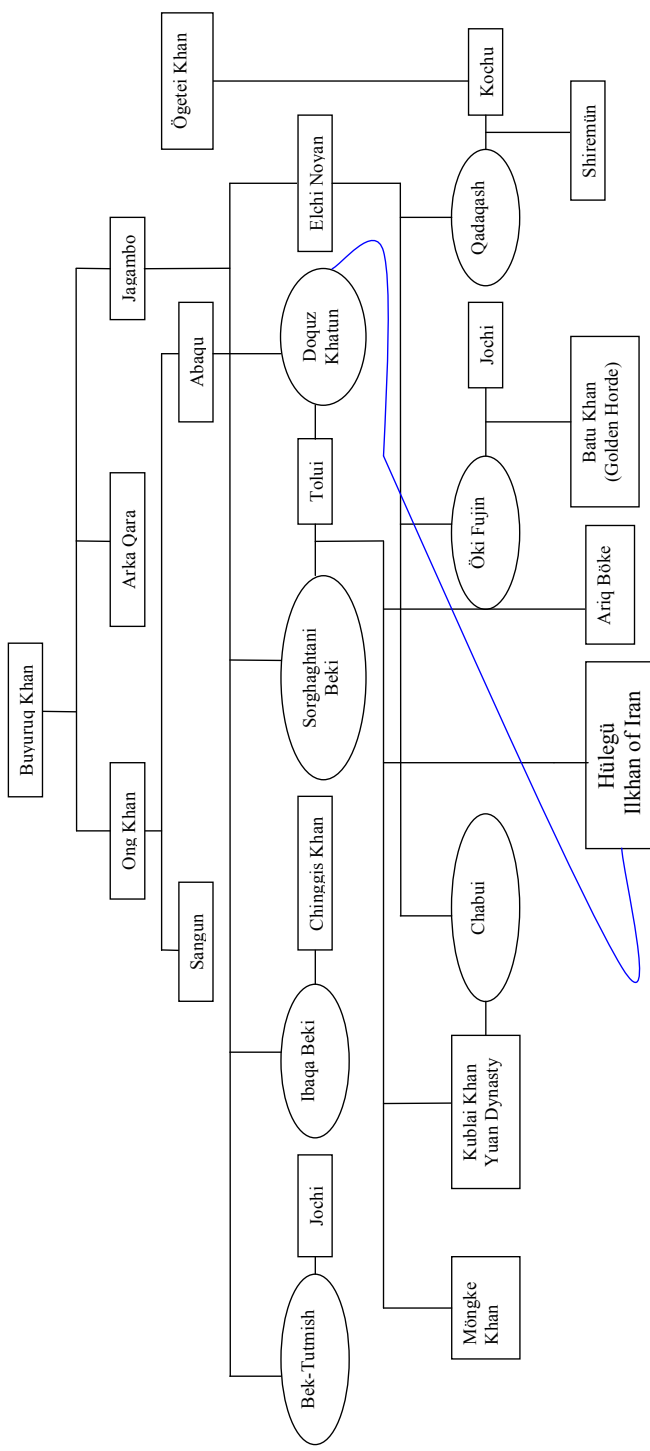 Buyuruq Khan
Ong Khan
Arka Qara
Jagambo
Ögetei Khan
Sangun
Abaqu
Bek-Tutmish
Jochi
Ibaqa Beki
Chinggis Khan
Sorghaghtani
Beki
Tolui
Doquz
Khatun
Elchi Noyan
Kochu
Möngke
Khan
Kublai Khan
Yuan Dynasty
Chabui
Öki Fujin
Jochi
Qadaqash
Hülegü
Ilkhan of Iran
Ariq Böke
Batu Khan
(Golden Horde)
Shiremün